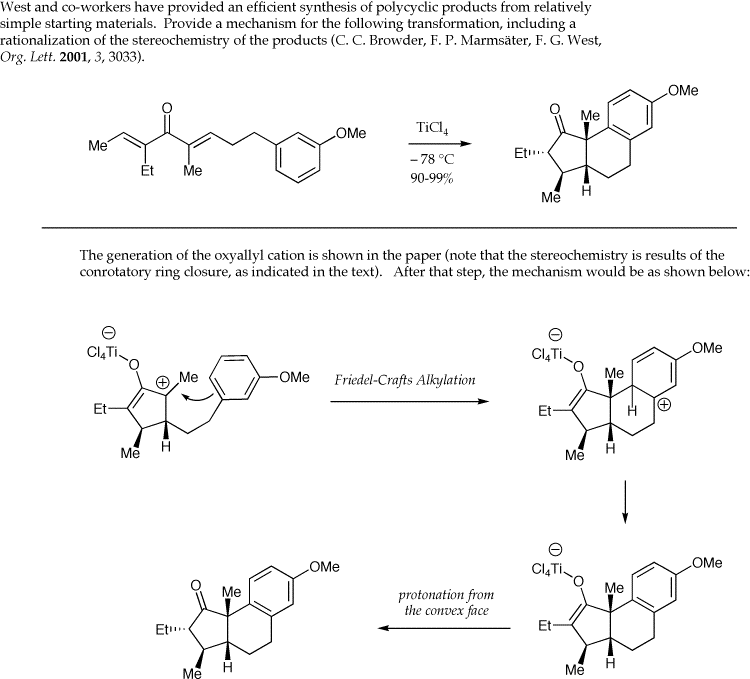 West and co-workers have provided an efficient synthesis of polycyclic products from relatively
simple starting materials. Provide a mechanism for the following transformation, including a
rationalization of the stereochemistry of the products (C. C. Browder, F. P. Marmsäter, F. G. West,
Org. Lett. 2001, 3, 3033).
O
Me
Et
Me
OMe
TiCl4
– 78 °C
90-99%
O
Me
OMe
Et
Me
H
The generation of the oxyallyl cation is shown in the paper (note that the stereochemistry is results of the
conrotatory ring closure, as indicated in the text). After that step, the mechanism would be as shown below:
⊖
Cl4Ti
O
⊕
Me
OMe
Et
Me
H
Friedel-Crafts Alkylation
⊖
Cl4Ti
O
Me
OMe
Et
H
⊕
Me
H
O
Me
OMe
Et
Me
H
protonation from
the convex face
⊖
Cl4Ti
O
Me
OMe
Et
Me
H